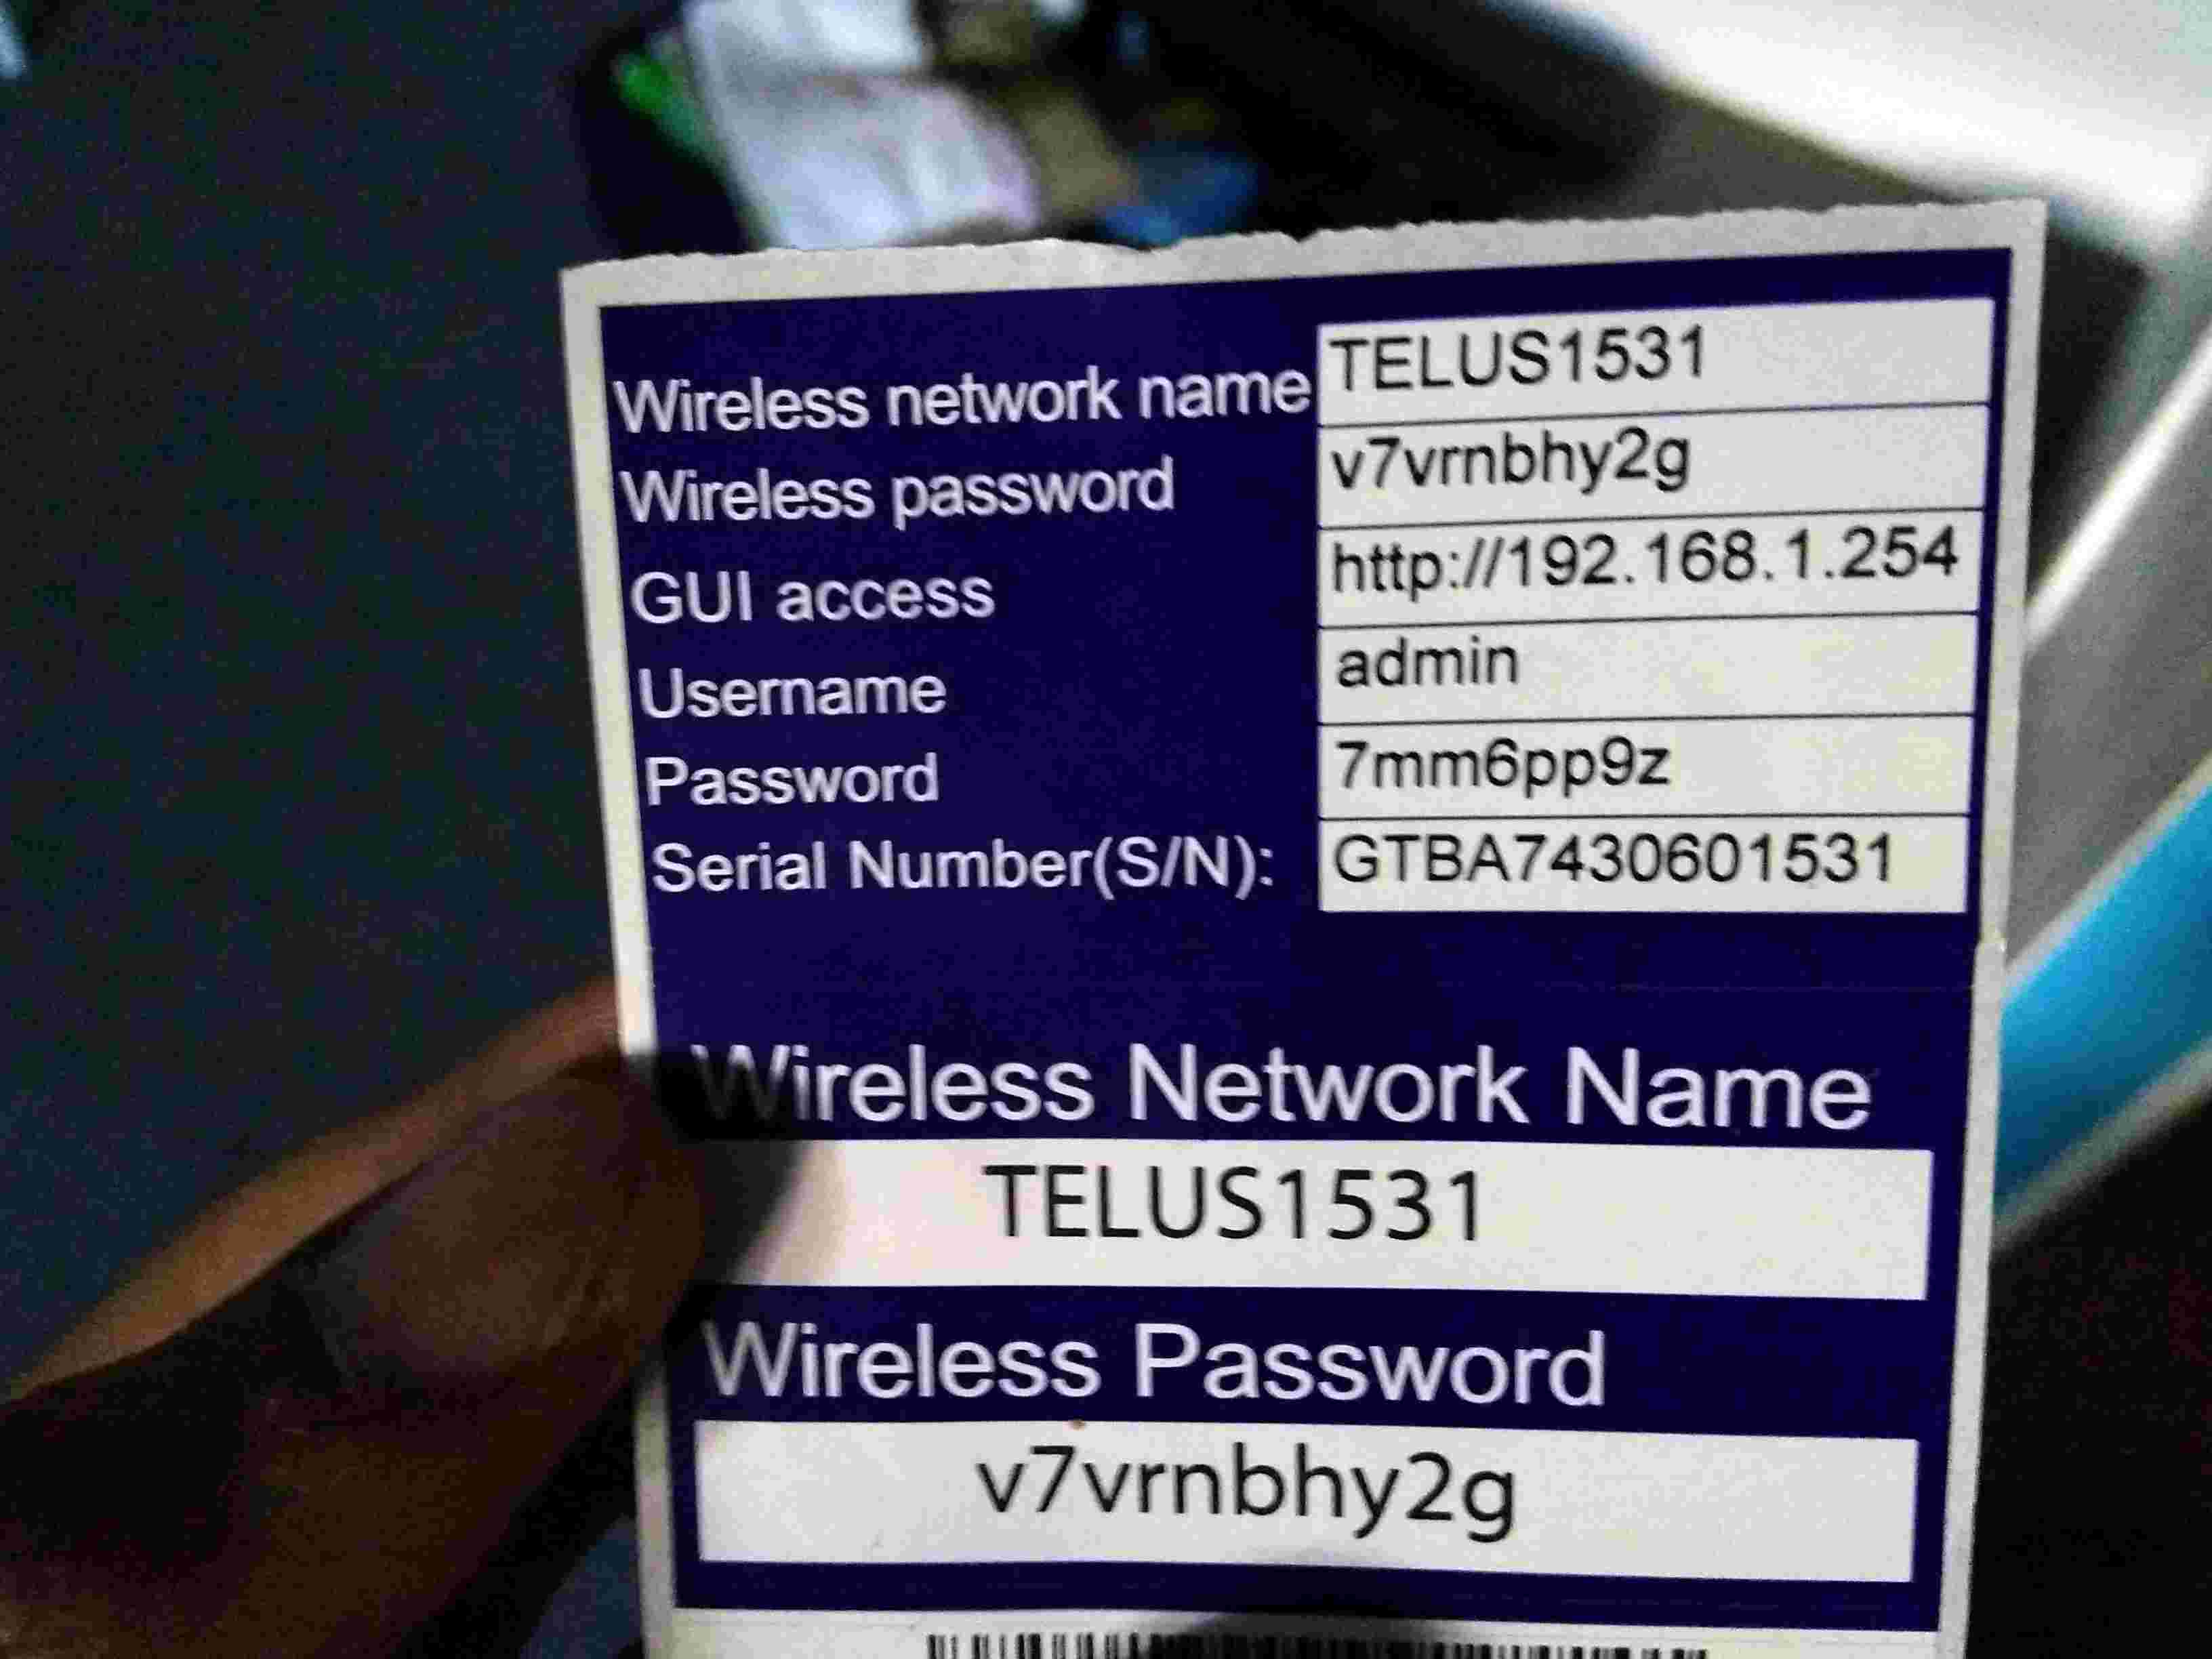 Wireless network name TELUS1531
Wireless password v7vrnbhy2g
GUI access http://192.168.1.254
Username admin
Password 7mm6pp9z
Serial Number(S/N): GTBA7430601531
Wireless Network Name
TELUS1531
Wireless Password
v7vrnbhy2g